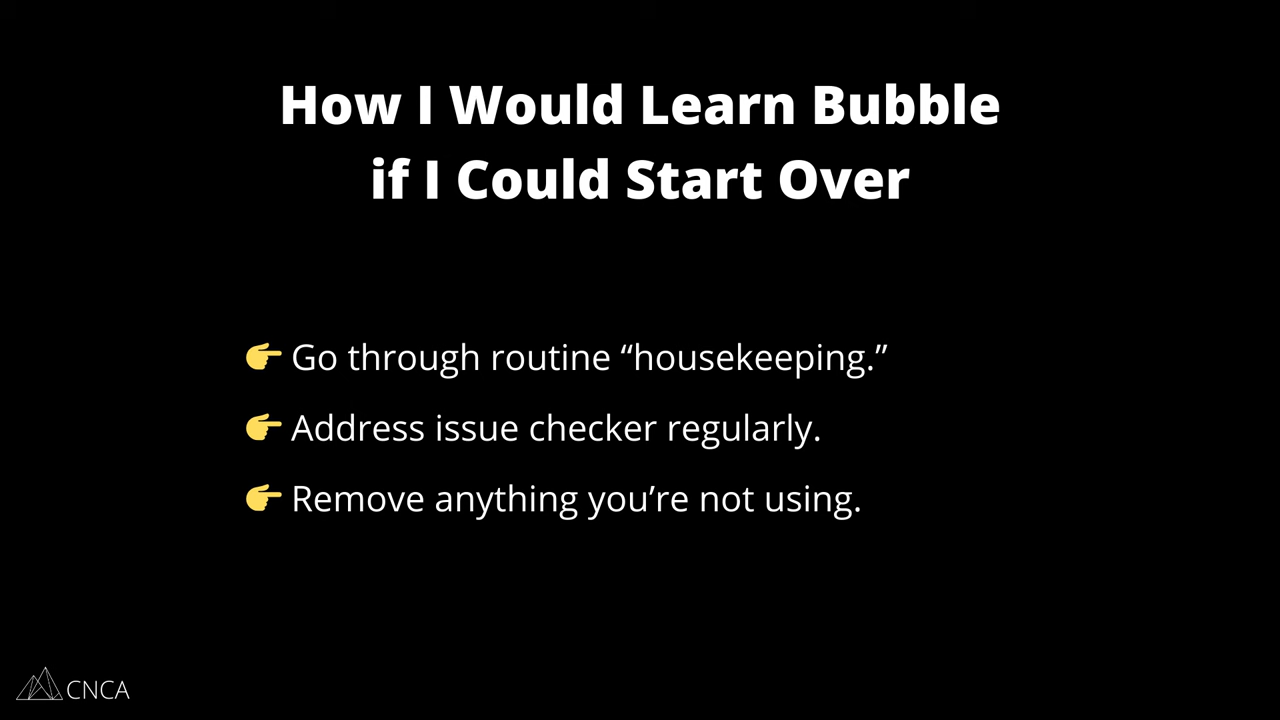 How I Would Learn Bubble
if I Could Start Over
👉 Go through routine “housekeeping.”
👉 Address issue checker regularly.
👉 Remove anything you’re not using.
CNCA